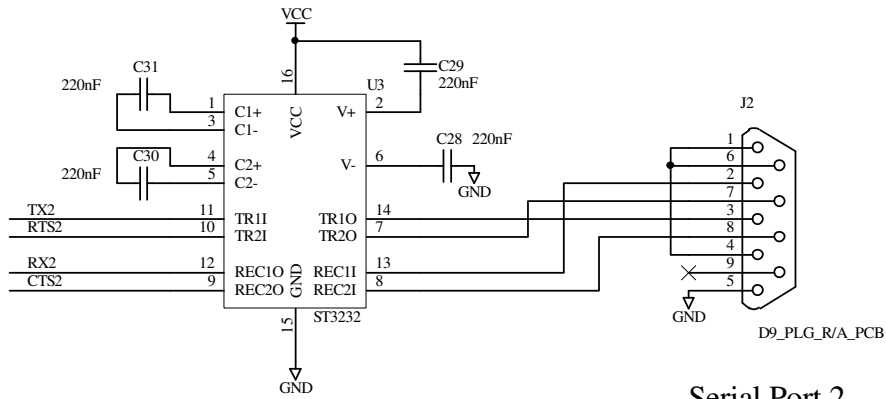 VCC
C31
220nF
C29
220nF
U3
16
1
C1+
VCC
V+
2
3
C1-
J2
C30
220nF
4
C2+
V-
6
C28 220nF
5
C2-
GND
TX2
11
TR1I
TR1O
14
RTS2
10
TR2I
TR2O
7
RX2
12
REC1O
REC1I
13
CTS2
9
REC2O
GND
REC2I
8
15
ST3232
GND
1
6
2
7
3
8
4
9
5
GND
D9_PLG_R/A_PCB
Serial Port 2